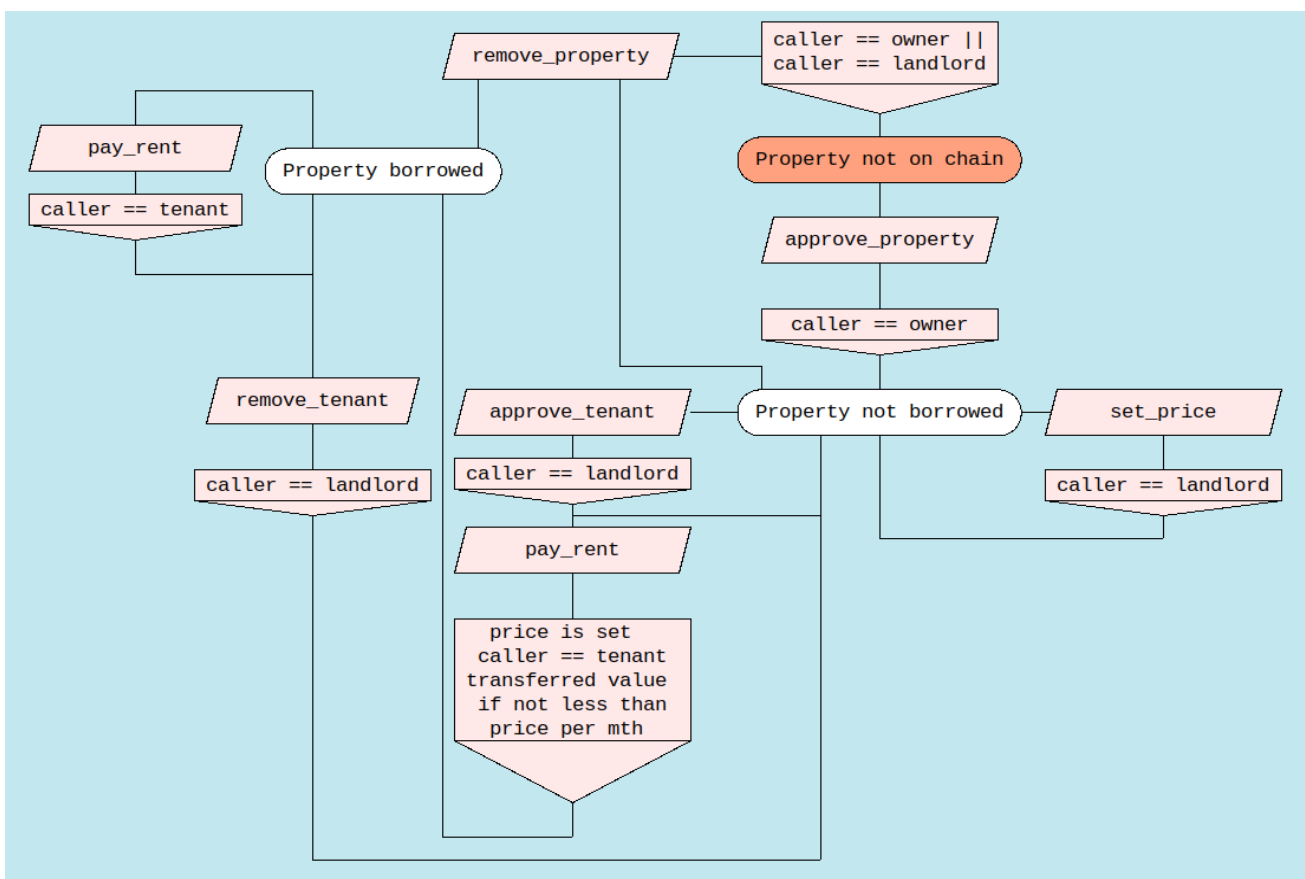 caller == owner ||
caller == landlord
remove_property
pay_rent
Property borrowed
Property not on chain
caller == tenant
approve_property
caller == owner
remove_tenant
approve_tenant
Property not borrowed
set_price
caller == landlord
caller == landlord
caller == landlord
pay_rent
price is set
caller == tenant
transferred value
if not less than
price per mth